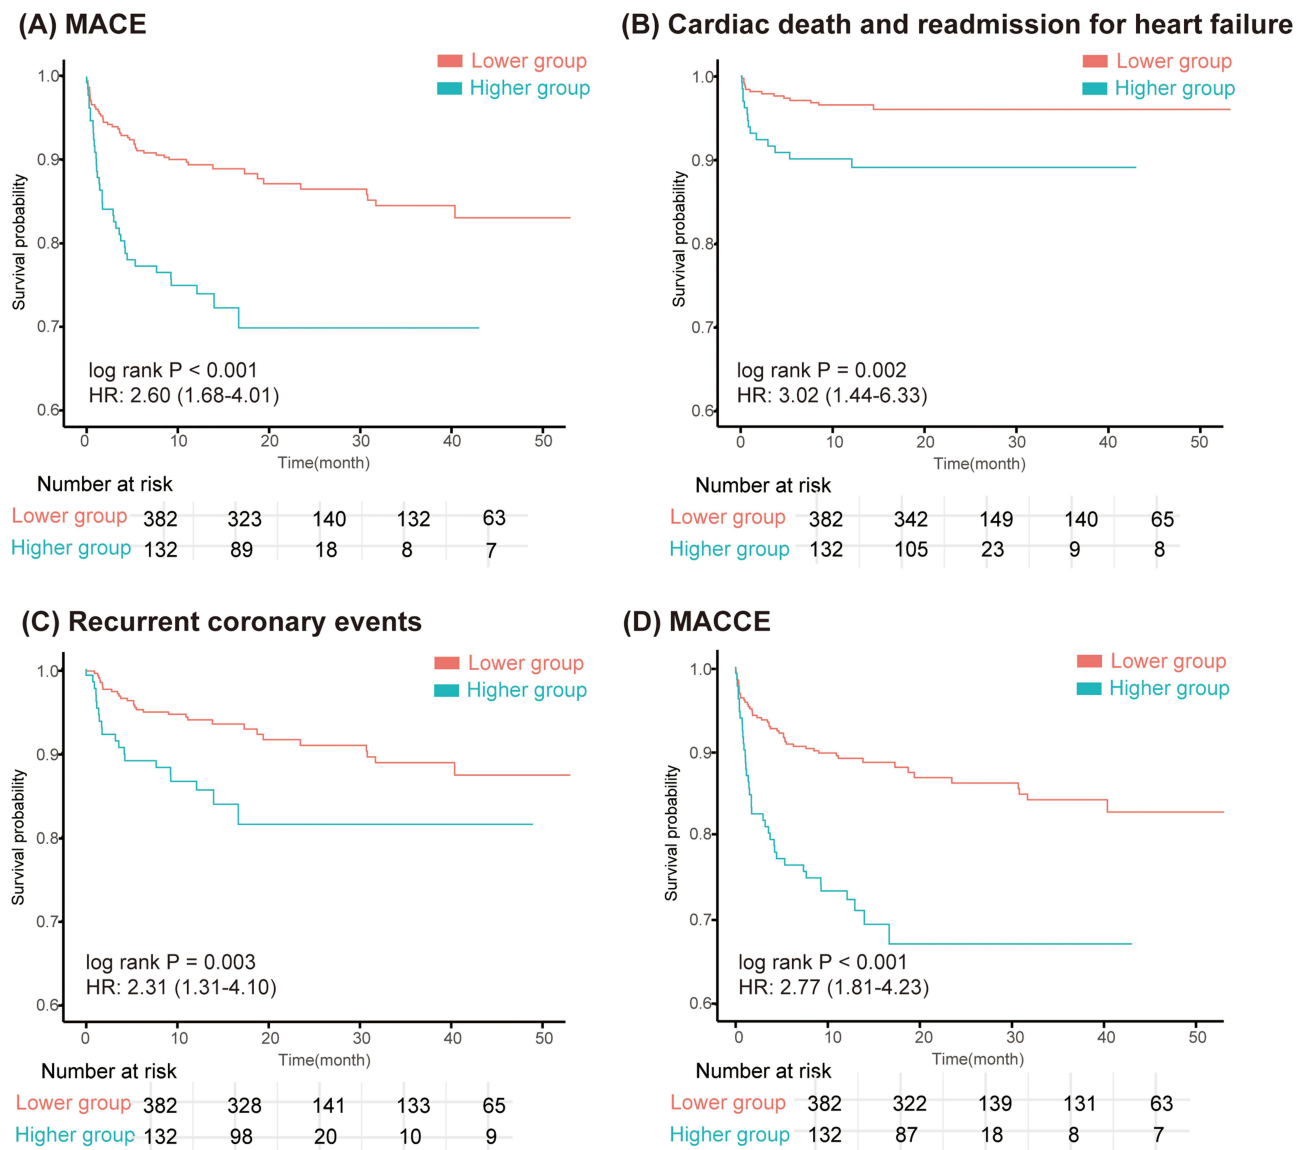 (A) MACE
Lower group
Higher group
1.0
0.9
0.8
0.7
0.6
Survival probability
log rank P < 0.001
HR: 2.60 (1.68-4.01)
0 10 20 30 40 50
Time(month)
Number at risk
Lower group 382 323 140 132 63
Higher group 132 89 18 8 7
(B) Cardiac death and readmission for heart failure
Lower group
Higher group
1.0
0.9
0.8
0.7
0.6
Survival probability
log rank P = 0.002
HR: 3.02 (1.44-6.33)
0 10 20 30 40 50
Time(month)
Number at risk
Lower group 382 342 149 140 65
Higher group 132 105 23 9 8
(C) Recurrent coronary events
Lower group
Higher group
1.0
0.9
0.8
0.7
0.6
Survival probability
log rank P = 0.003
HR: 2.31 (1.31-4.10)
0 10 20 30 40 50
Time(month)
Number at risk
Lower group 382 328 141 133 65
Higher group 132 98 20 10 9
(D) MACCE
Lower group
Higher group
1.0
0.9
0.8
0.7
0.6
Survival probability
log rank P < 0.001
HR: 2.77 (1.81-4.23)
0 10 20 30 40 50
Time(month)
Number at risk
Lower group 382 322 139 131 63
Higher group 132 87 18 8 7